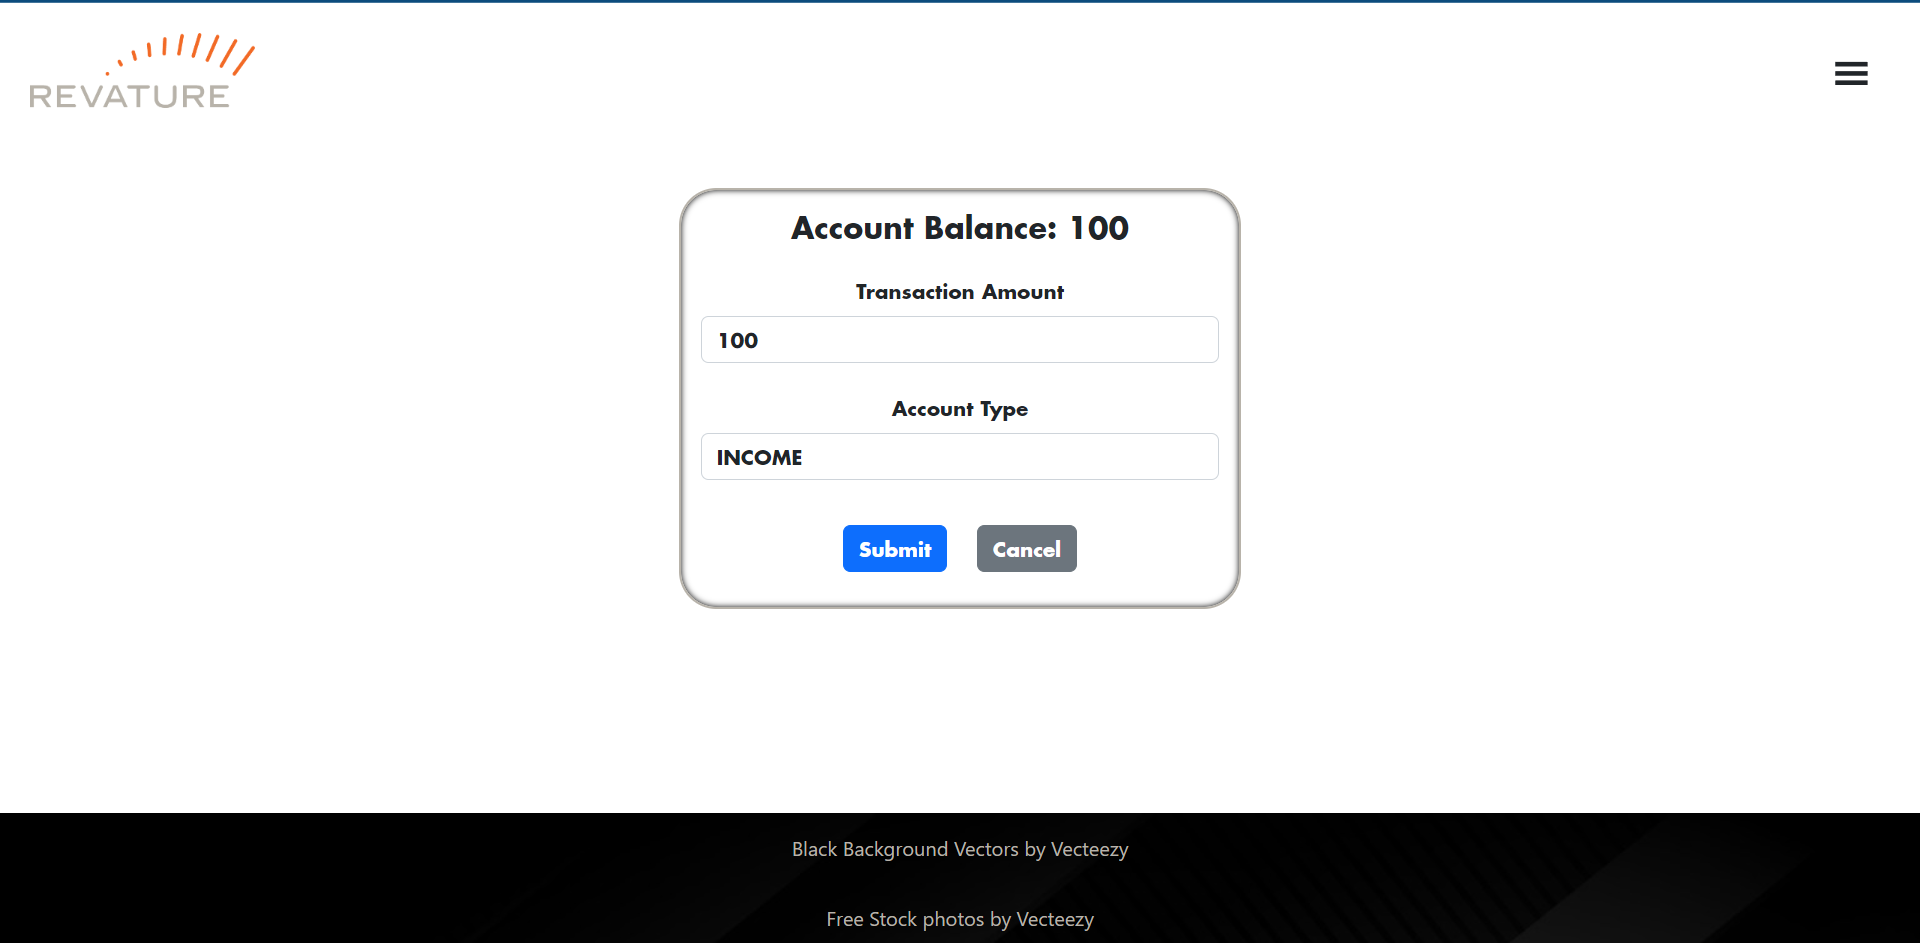 REVATURE
Account Balance: 100
Transaction Amount
100
Account Type
INCOME
Submit
Cancel
Black Background Vectors by Vecteezy
Free Stock photos by Vecteezy